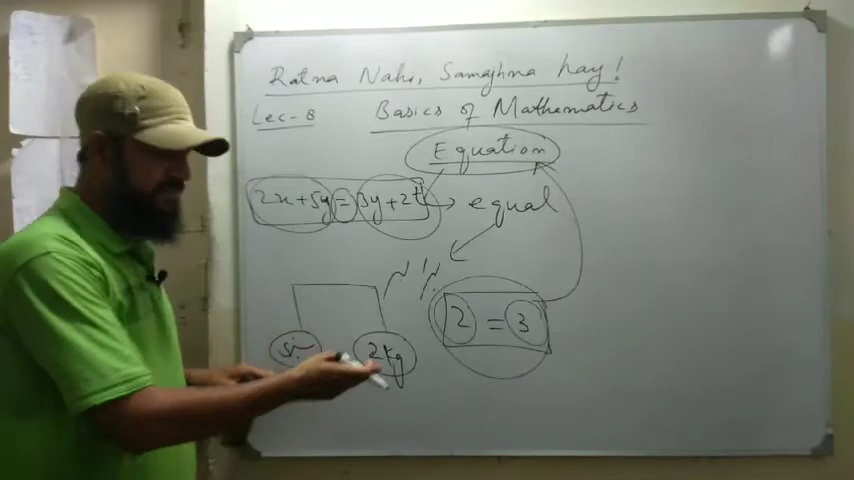 Ratna Nahi, Samajhna hay!
Lec-8 Basics of Mathematics
Equation
2x+5y=3y+2t → equal
2 = 3
2kg